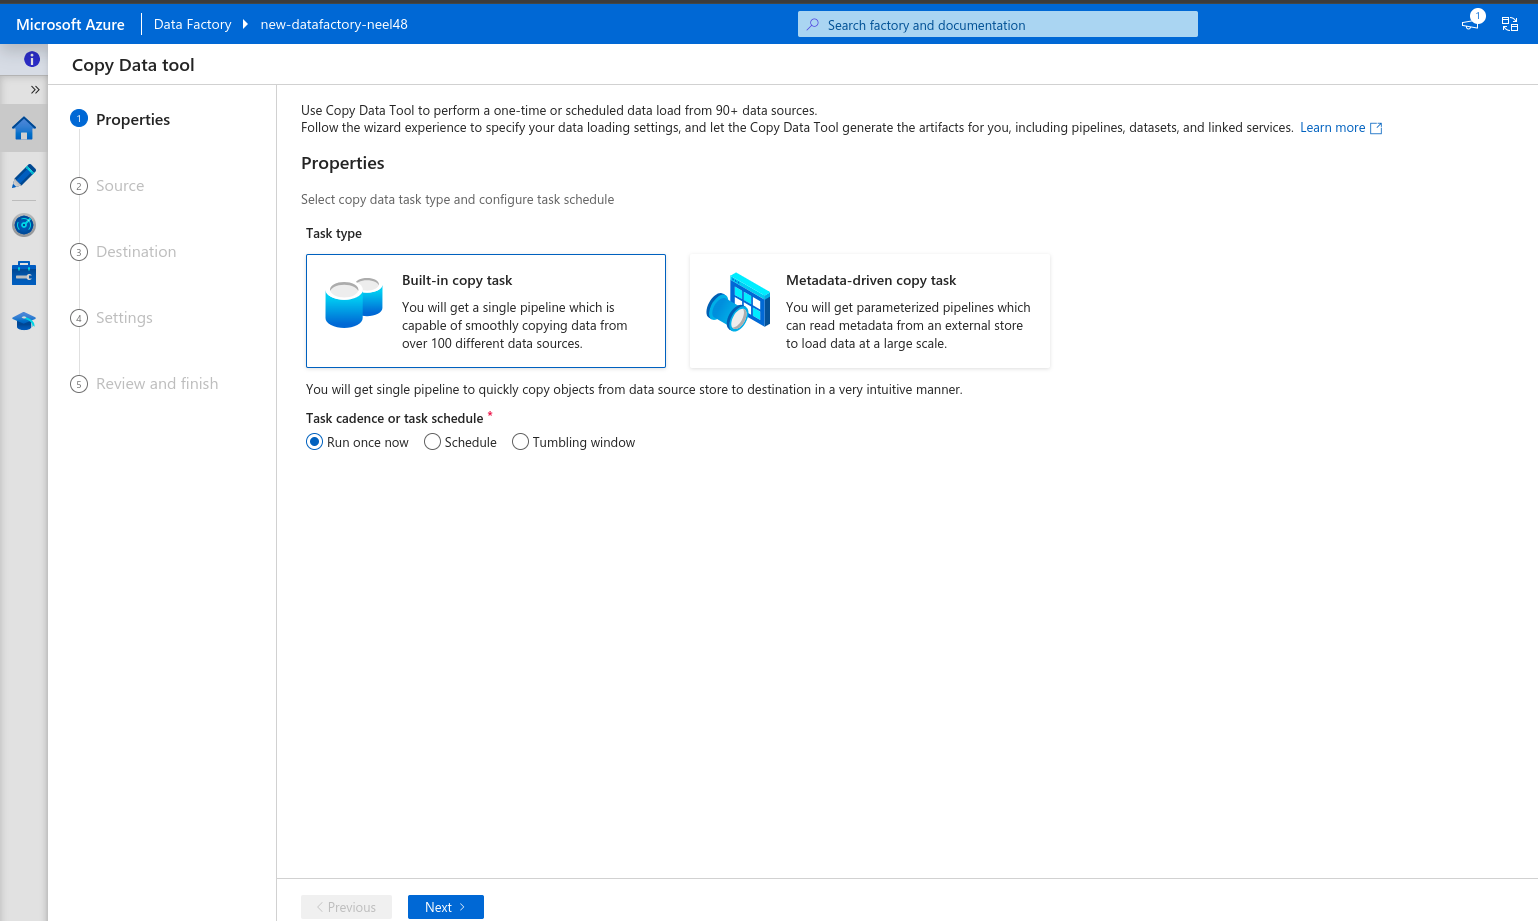 Microsoft Azure
Data Factory
new-datafactory-neel48
Search factory and documentation
1
Copy Data tool
1 Properties
2 Source
3 Destination
4 Settings
5 Review and finish
Use Copy Data Tool to perform a one-time or scheduled data load from 90+ data sources.
Follow the wizard experience to specify your data loading settings, and let the Copy Data Tool generate the artifacts for you, including pipelines, datasets, and linked services. Learn more
Properties
Select copy data task type and configure task schedule
Task type
Built-in copy task
You will get a single pipeline which is
capable of smoothly copying data from
over 100 different data sources.
Metadata-driven copy task
You will get parameterized pipelines which
can read metadata from an external store
to load data at a large scale.
You will get single pipeline to quickly copy objects from data source store to destination in a very intuitive manner.
Task cadence or task schedule *
Run once now Schedule Tumbling window
Previous
Next